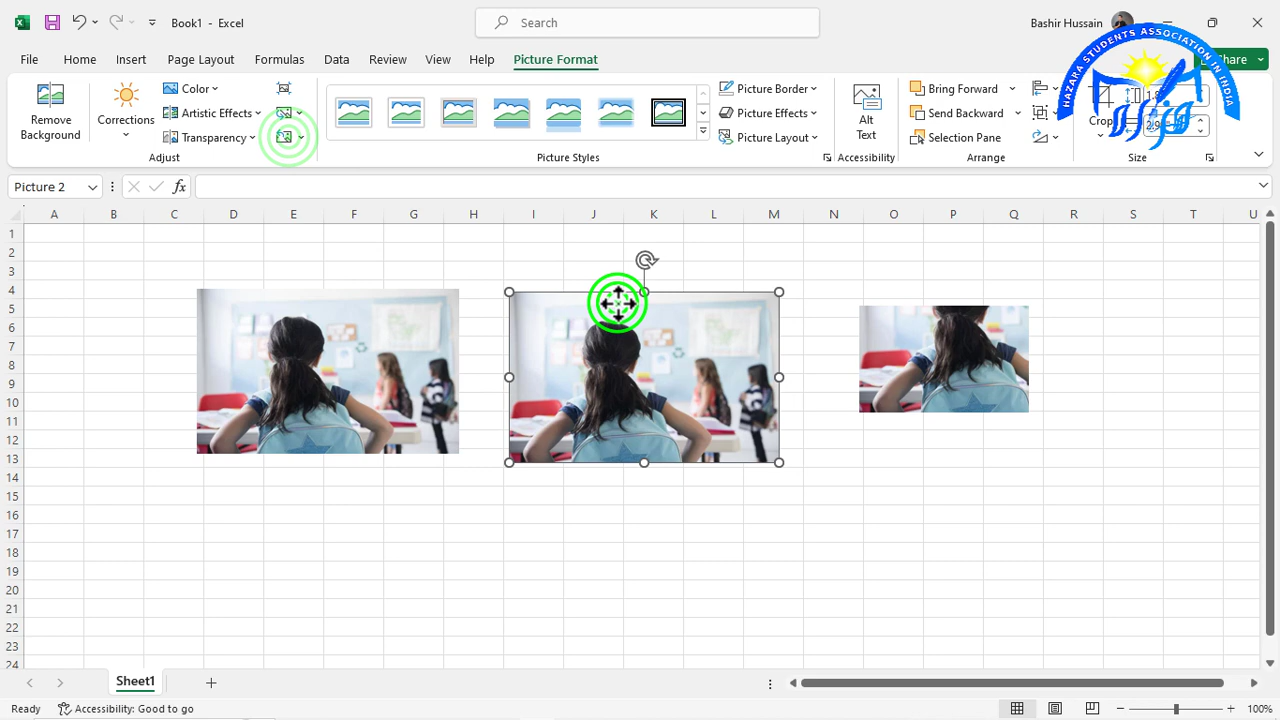 Book1 - Excel
Search
Bashir Hussain
File Home Insert Page Layout Formulas Data Review View Help Picture Format
Share
HAZARA STUDENTS ASSOCIATION IN INDIA
Remove Background
Corrections
Color
Artistic Effects
Transparency
Adjust
Picture Styles
Picture Border
Picture Effects
Picture Layout
Alt Text
Accessibility
Bring Forward
Send Backward
Selection Pane
Arrange
Crop
Size
Picture 2
fx
A B C D E F G H I J K L M N O P Q R S T U
1
2
3
4
5
6
7
8
9
10
11
12
13
14
15
16
17
18
19
20
21
22
23
24
Sheet1
Ready
Accessibility: Good to go
100%